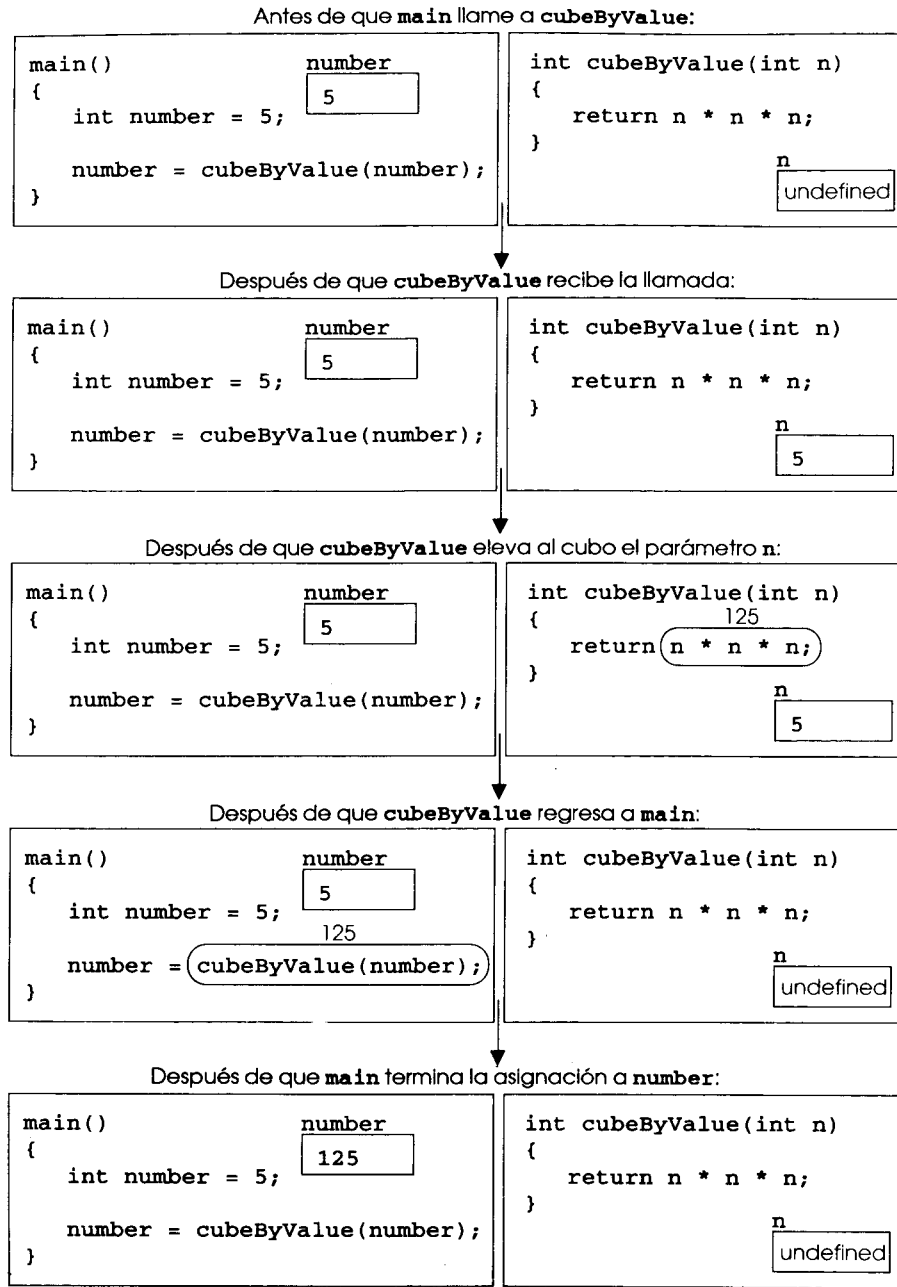 Antes de que main llame a cubeByValue:
main()
number
{
5
int number = 5;
number = cubeByValue(number);
}
int cubeByValue(int n)
{
return n * n * n;
}
n
undefined
Después de que cubeByValue recibe la llamada:
main()
number
{
5
int number = 5;
number = cubeByValue(number);
}
int cubeByValue(int n)
{
return n * n * n;
}
n
5
Después de que cubeByValue eleva al cubo el parámetro n:
main()
number
{
5
int number = 5;
number = cubeByValue(number);
}
int cubeByValue(int n)
{
125
return n * n * n;
}
n
5
Después de que cubeByValue regresa a main:
main()
number
{
5
int number = 5;
125
number = cubeByValue(number);
}
int cubeByValue(int n)
{
return n * n * n;
}
n
undefined
Después de que main termina la asignación a number:
main()
number
{
125
int number = 5;
number = cubeByValue(number);
}
int cubeByValue(int n)
{
return n * n * n;
}
n
undefined